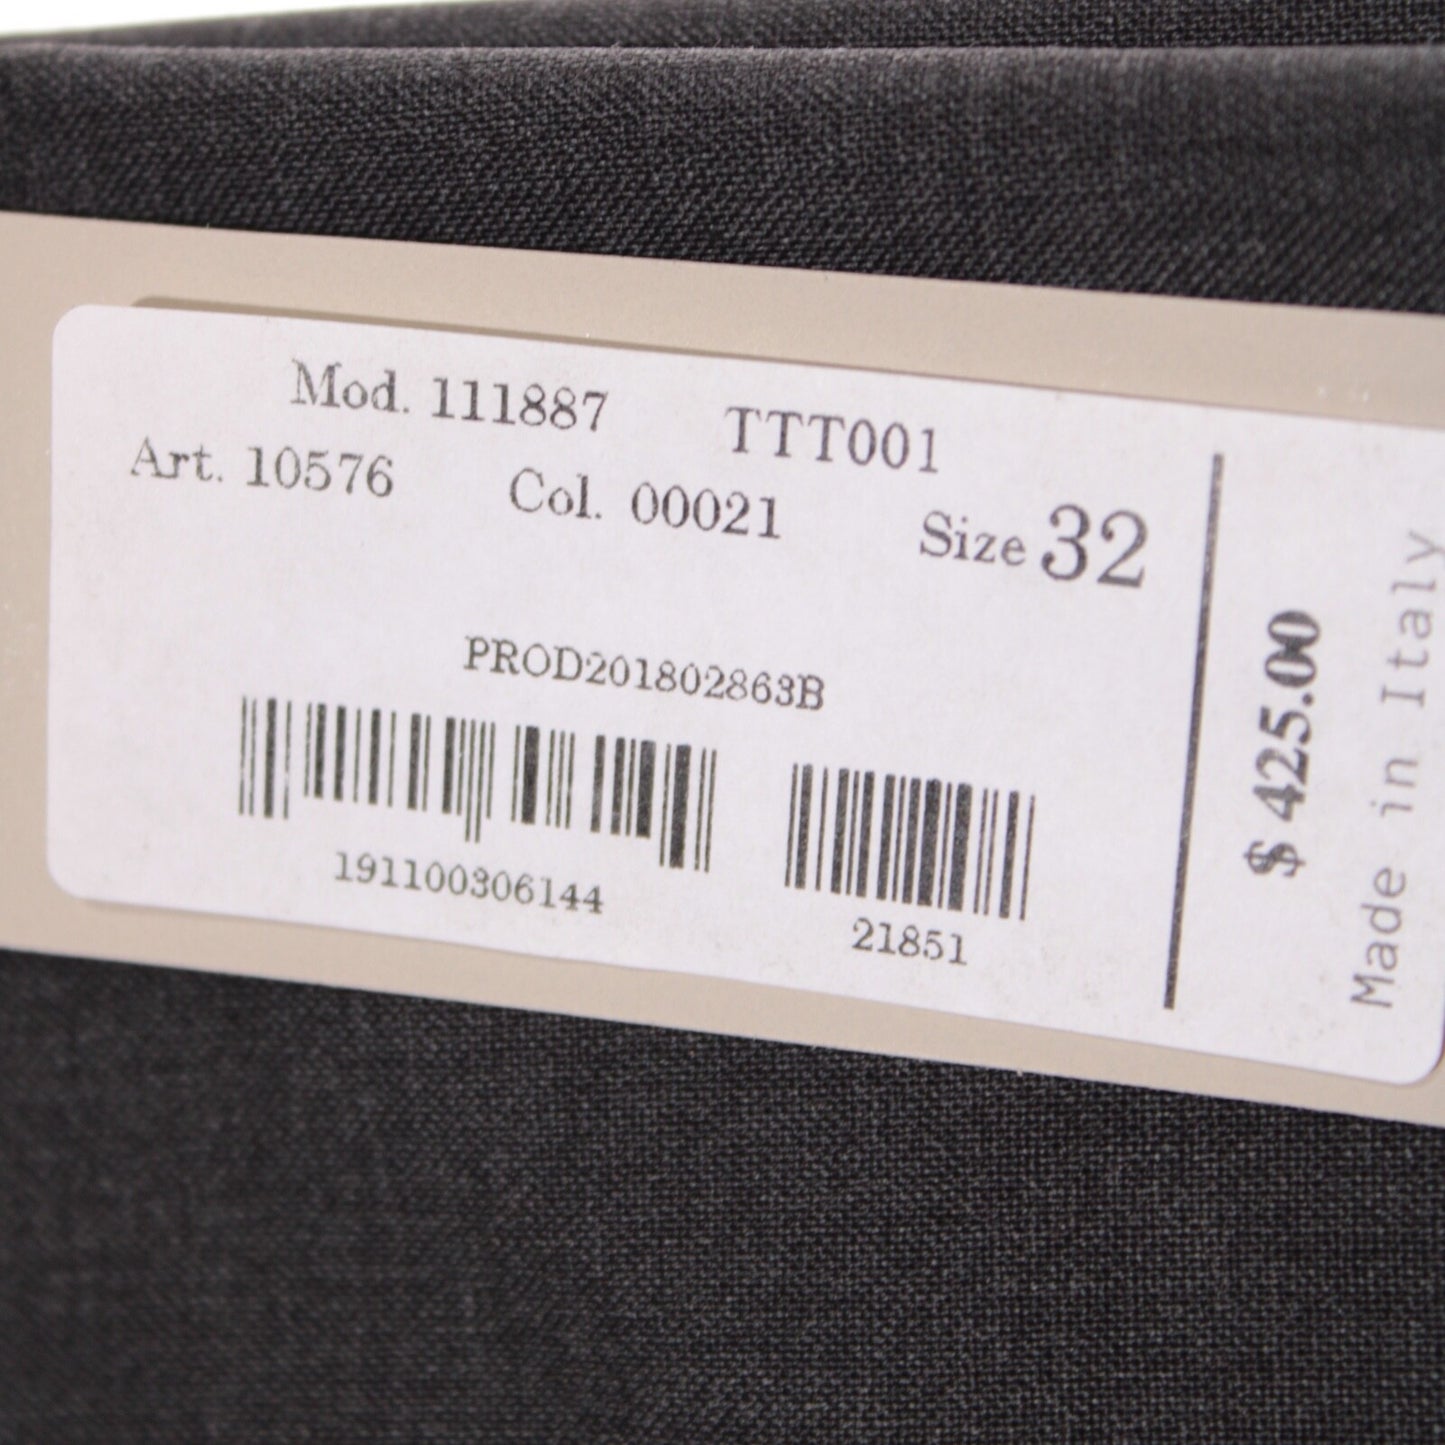 Mod. 111887 TTT001
Art. 10576 Col. 00021 Size 32
PROD201802863B
191100306144
21851
$ 425.00
Made in Italy